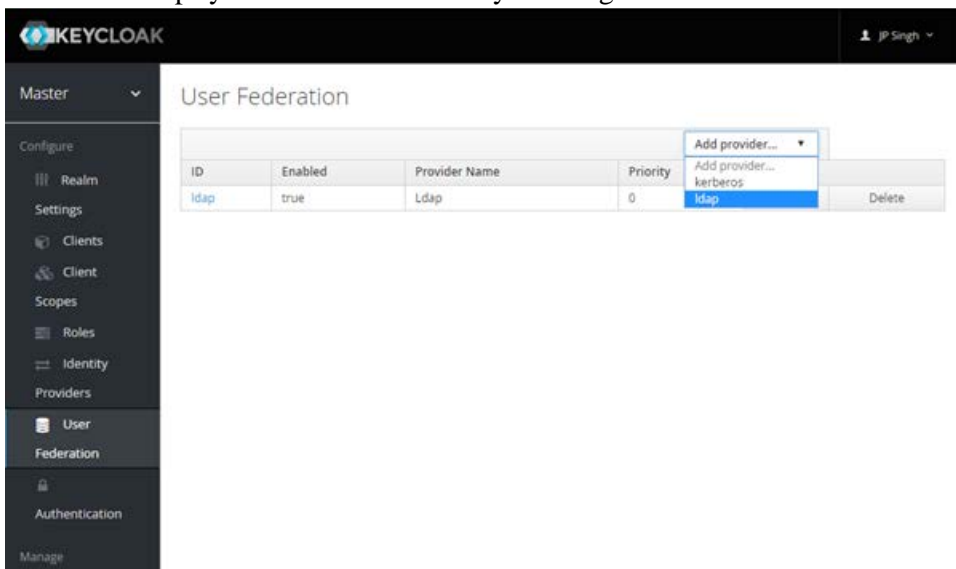 KEYCLOAK
JP Singh
Master
User Federation
Configure
Add provider...
ID Enabled Provider Name Priority
Add provider...
kerberos
ldap
ldap true Ldap 0 Delete
Realm
Settings
Clients
Client
Scopes
Roles
Identity
Providers
User
Federation
Authentication
Manage